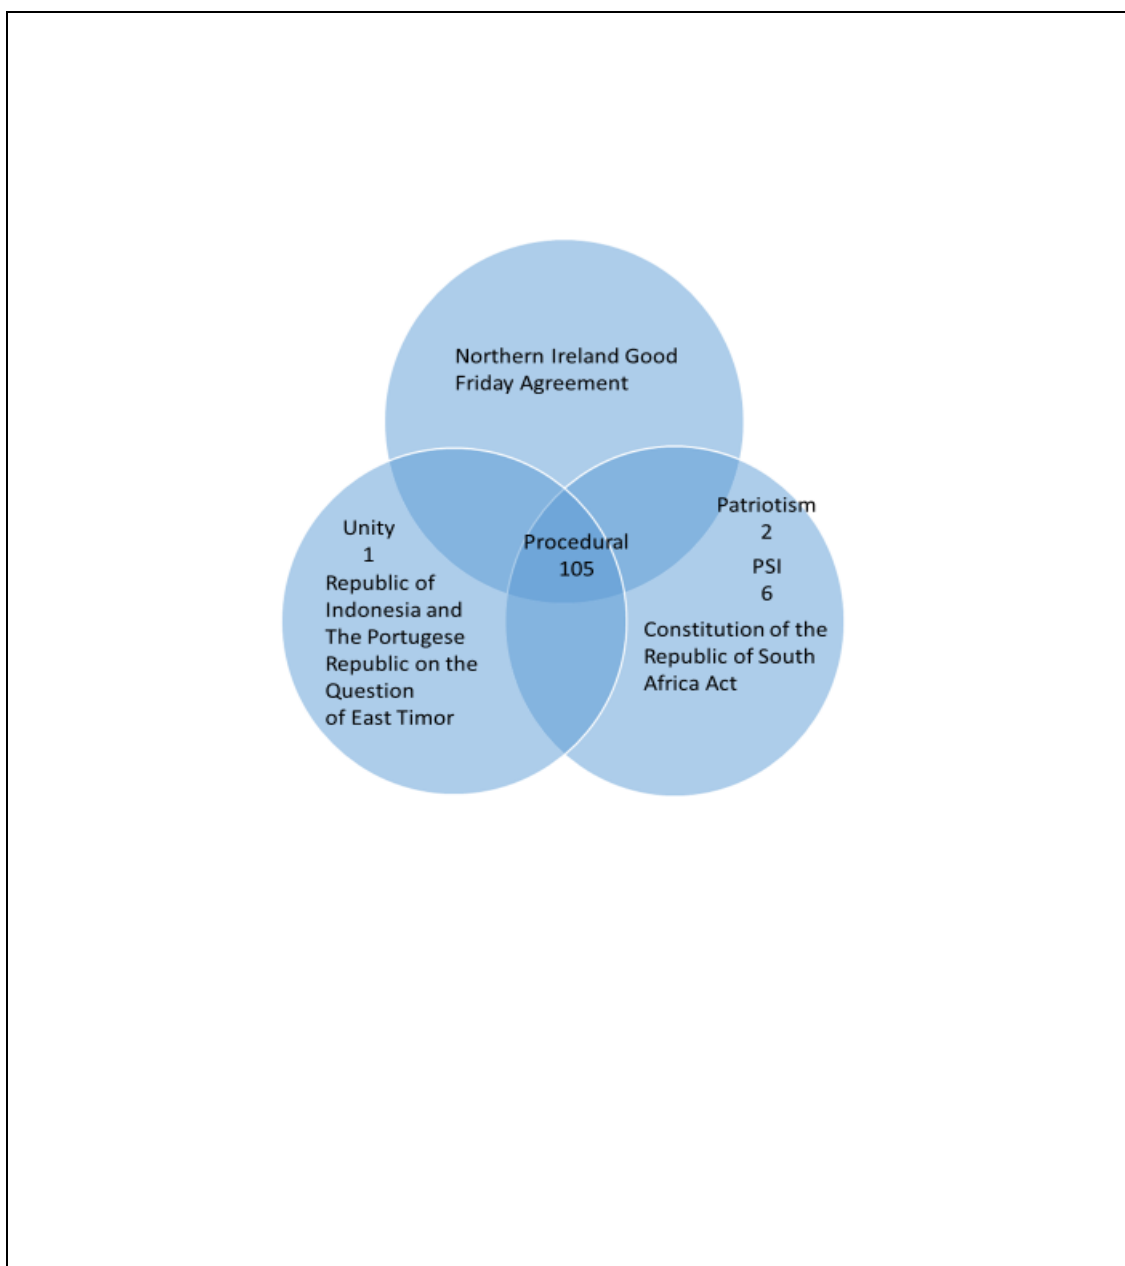 Northern Ireland Good
Friday Agreement
Unity
1
Republic of
Indonesia and
The Portugese
Republic on the
Question
of East Timor
Procedural
105
Patriotism
2
PSI
6
Constitution of the
Republic of South
Africa Act